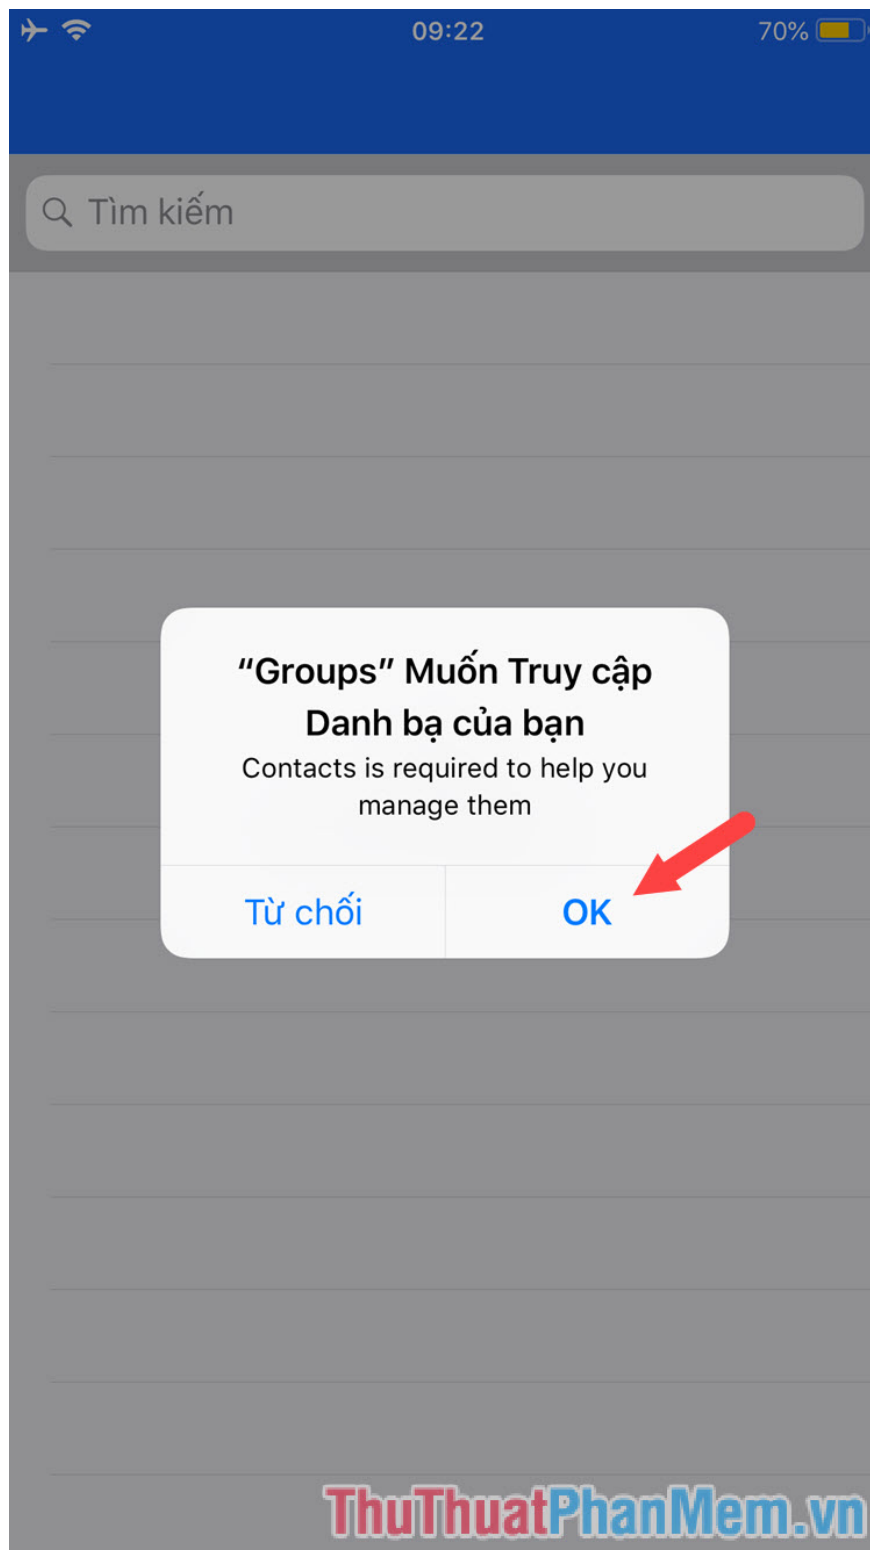 09:22
70%
Tìm kiếm
“Groups” Muốn Truy cập
Danh bạ của bạn
Contacts is required to help you
manage them
Từ chối
OK
ThuThuatPhanMem.vn